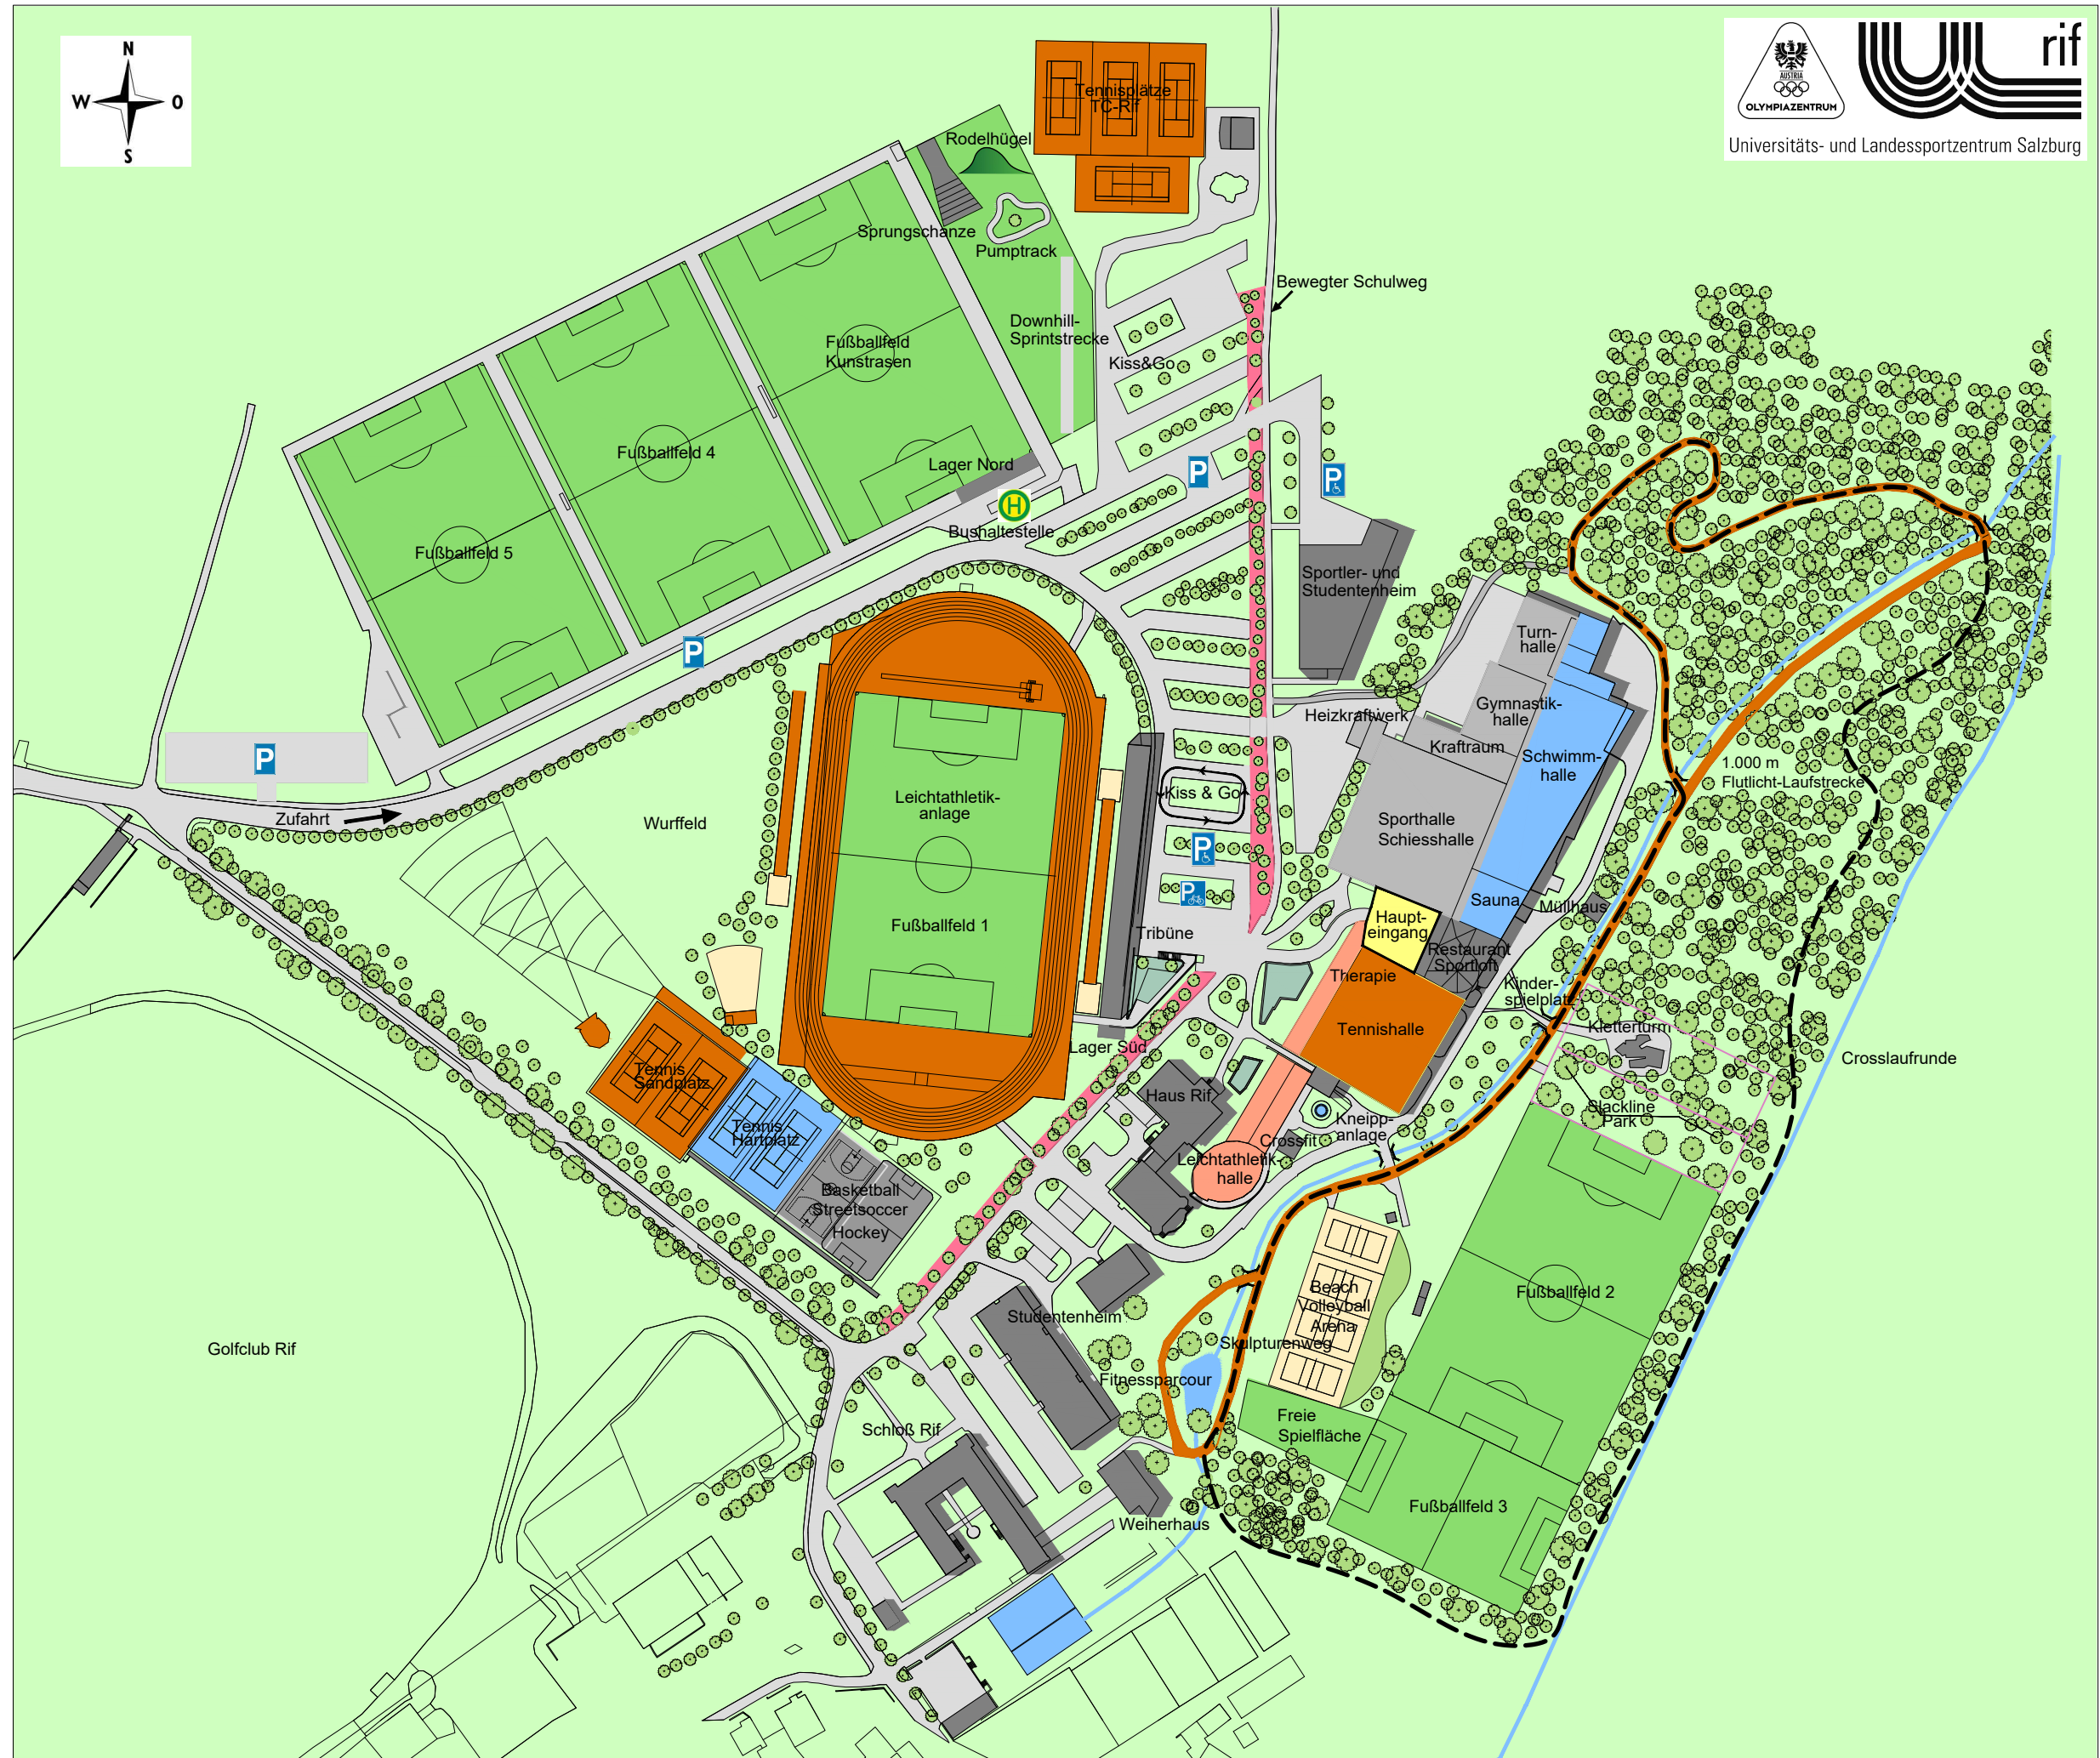 N
W
O
S
AUSTRIA
OLYMPIAZENTRUM
rif
Universitäts- und Landessportzentrum Salzburg
Tennisplätze
TC-Rif
Rodelhügel
Sprungschanze
Pumptrack
Bewegter Schulweg
Downhill-
Sprintstrecke
Kiss&Go
Fußballfeld
Kunstrasen
Fußballfeld 4
Lager Nord
P
P
H
Bushaltestelle
Fußballfeld 5
Sportler- und
Studentenheim
P
Turn-
halle
Gymnastik-
halle
Heizkraftwerk
Kraftraum
Schwimm-
halle
P
1.000 m
Flutlicht-Laufstrecke
Kiss & Go
Leichtathletik-
anlage
Zufahrt
Wurffeld
Sporthalle
Schiesshalle
P
P
Sauna
Müllhaus
Haupt-
eingang
Fußballfeld 1
Tribüne
Restaurant
Sportloft
Therapie
Kinder-
spielplatz
Kletterturm
Tennishalle
Lager Süd
Crosslaufrunde
Tennis
Sandplatz
Haus Rif
Slackline
Park
Kneipp-
anlage
Tennis
Hartplatz
Crossfit
Leichtathletik-
halle
Basketball
Streetsoccer
Hockey
Beach
Volleyball
Arena
Fußballfeld 2
Studentenheim
Skulpturenweg
Golfclub Rif
Fitnessparcour
Freie
Spielfläche
Schloß Rif
Fußballfeld 3
Weiherhaus